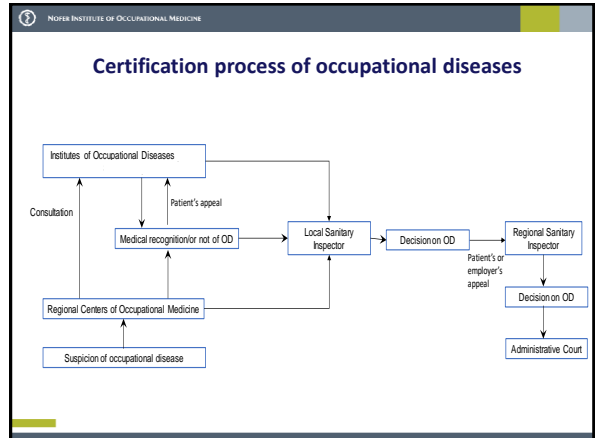 NOFER INSTITUTE OF OCCUPATIONAL MEDICINE
Certification process of occupational diseases
Institutes of Occupational Diseases
Consultation
Patient's appeal
Medical recognition/or not of OD
Local Sanitary
Inspector
Decision on OD
Regional Sanitary
Inspector
Patient's or
employer's
appeal
Decision on OD
Regional Centers of Occupational Medicine
Administrative Court
Suspicion of occupational disease